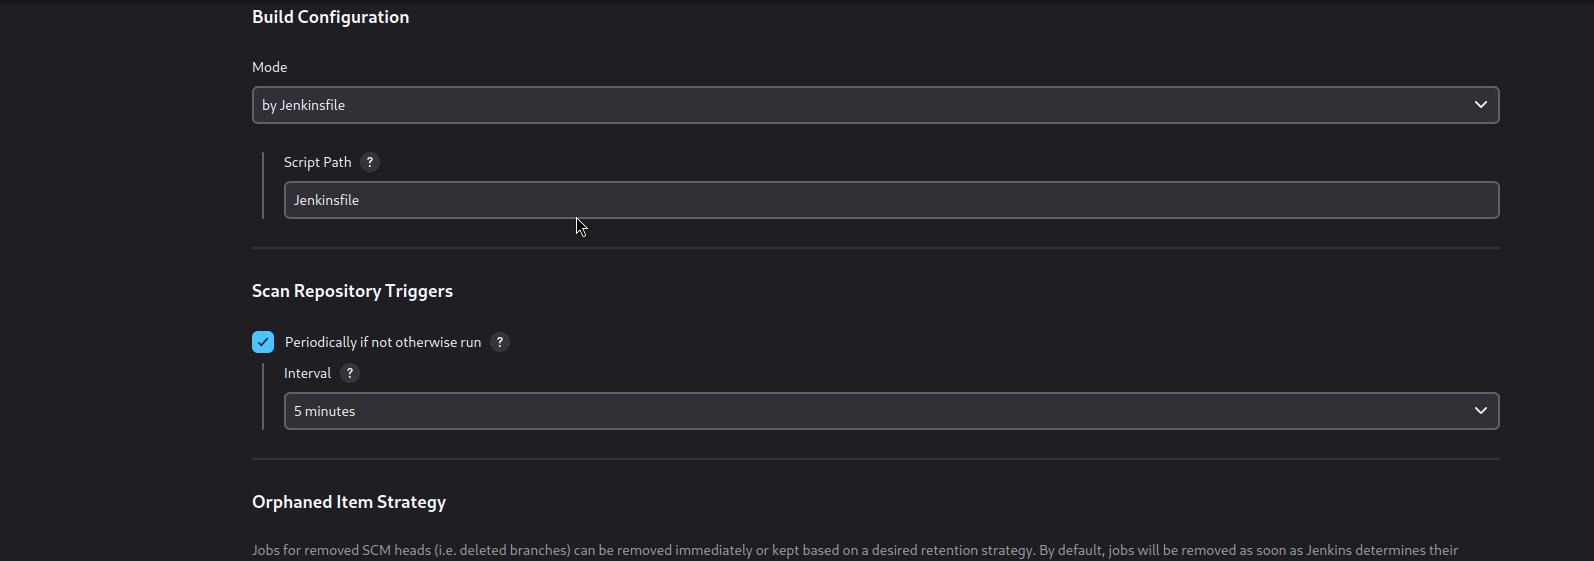 Build Configuration
Mode
by Jenkinsfile
Script Path ?
Jenkinsfile
Scan Repository Triggers
Periodically if not otherwise run ?
Interval ?
5 minutes
Orphaned Item Strategy
Jobs for removed SCM heads (i.e. deleted branches) can be removed immediately or kept based on a desired retention strategy. By default, jobs will be removed as soon as Jenkins determines their